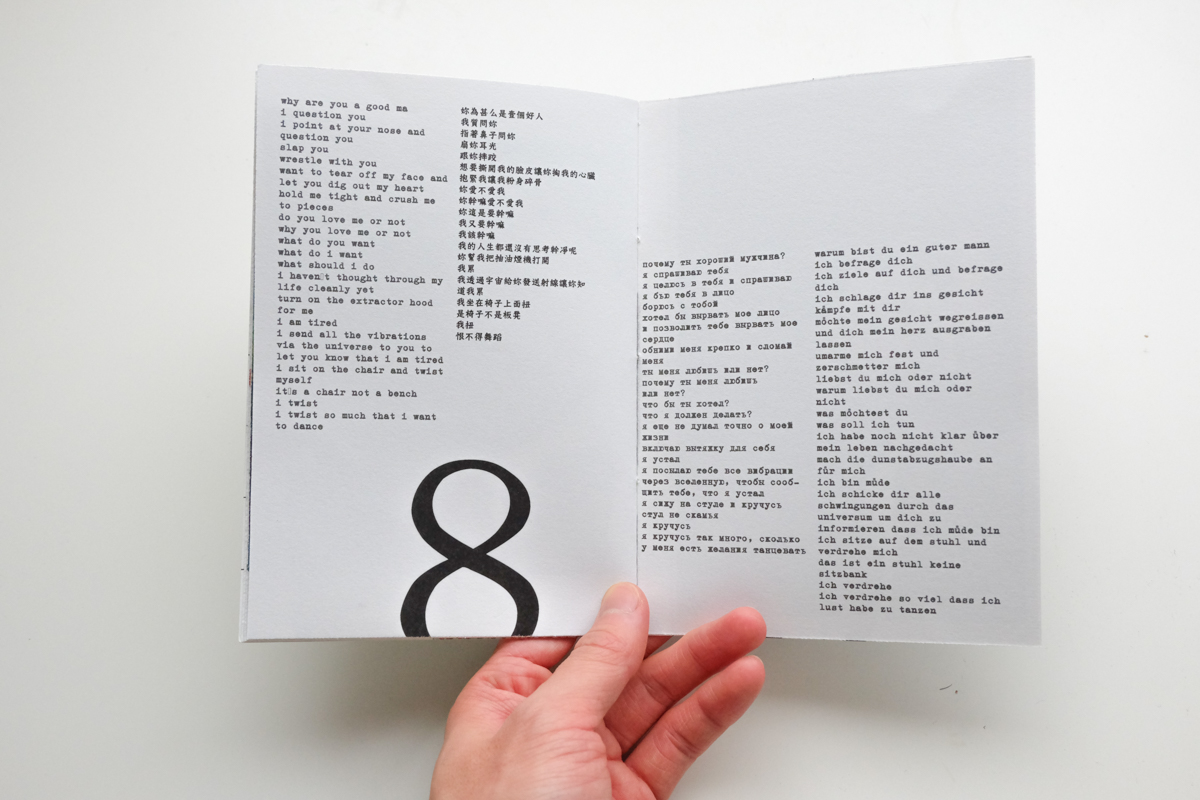 why are you a good ma
i question you
i point at your nose and
question you
slap you
wrestle with you
want to tear off my face and
let you dig out my heart
hold me tight and crush me
to pieces
do you love me or not
why you love me or not
what do you want
what do i want
what should i do
i haven▯t thought through my
life cleanly yet
turn on the extractor hood
for me
i am tired
i send all the vibrations
via the universe to you to
let you know that i am tired
i sit on the chair and twist
myself
it▯s a chair not a bench
i twist
i twist so much that i want
to dance
妳為甚么是壹個好人
我質問妳
指著鼻子問妳
扇妳耳光
跟妳摔跤
想要撕開我的臉皮讓妳掏我的心臟
抱緊我讓我粉身碎骨
妳愛不愛我
妳幹嘛愛不愛我
妳這是要幹嘛
我又要幹嘛
我該幹嘛
我的人生都還沒有思考幹凈呢
妳幫我把抽油煙機打開
我累
我透過宇宙給妳發送射線讓妳知
道我累
我坐在椅子上面扭
是椅子不是板凳
我扭
恨不得舞蹈
8
почему ты хороший мужчина?
я спрашиваю тебя
я целюсь в тебя и спрашиваю
я бью тебя в лицо
борюсь с тобой
хотел бы вырвать мое лицо
и позволить тебе вырвать мое
сердце
обними меня крепко и сломай
меня
ты меня любишь или нет?
почему ты меня любишь
или нет?
что бы ты хотел?
что я должен делать?
я еще не думал точно о моей
жизни
включаю вытяжку для себя
я устал
я посылаю тебе все вибрации
через вселенную, чтобы сооб-
щить тебе, что я устал
я сижу на стуле и кручусь
стул не скамья
я кручусь
я кручусь так много, сколько
у меня есть желания танцевать
warum bist du ein guter mann
ich befrage dich
ich ziele auf dich und befrage
dich
ich schlage dir ins gesicht
kämpfe mit dir
möchte mein gesicht wegreissen
und dich mein herz ausgraben
lassen
umarme mich fest und
zerschmetter mich
liebst du mich oder nicht
warum liebst du mich oder
nicht
was möchtest du
was soll ich tun
ich habe noch nicht klar über
mein leben nachgedacht
mach die dunstabzugshaube an
für mich
ich bin müde
ich schicke dir alle
schwingungen durch das
universum um dich zu
informieren dass ich müde bin
ich sitze auf dem stuhl und
verdrehe mich
das ist ein stuhl keine
sitzbank
ich verdrehe
ich verdrehe so viel dass ich
lust habe zu tanzen